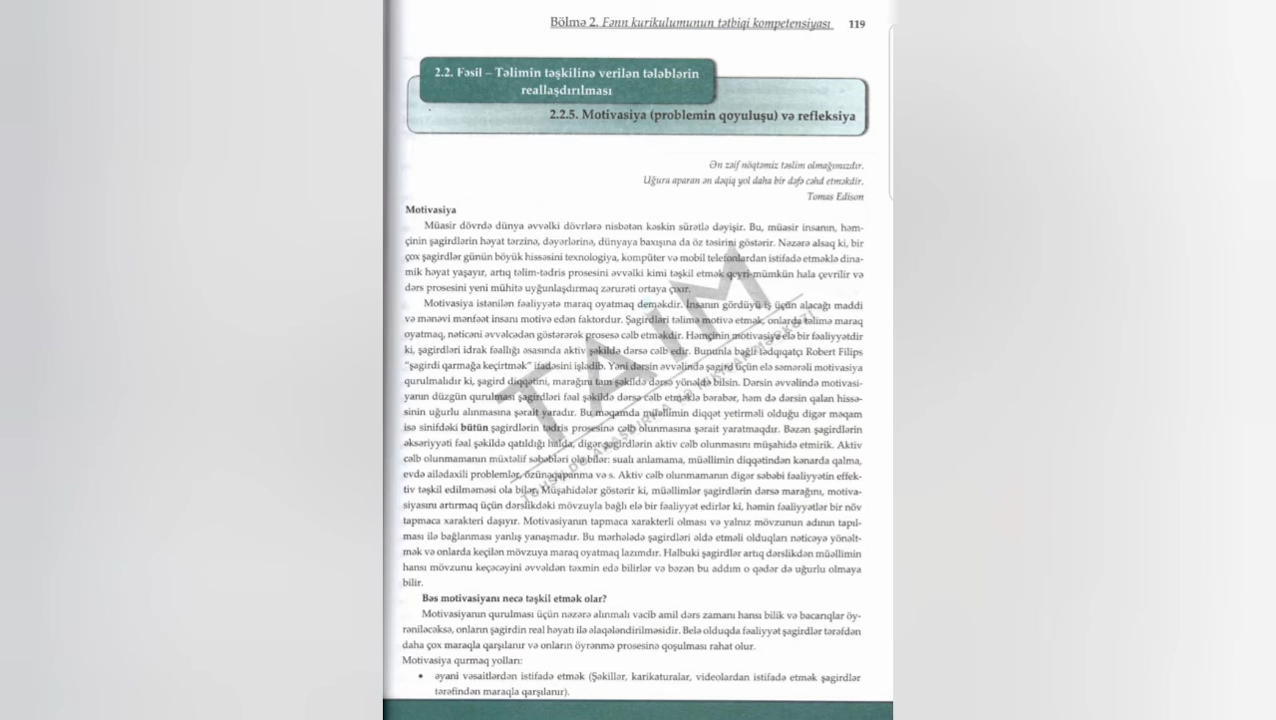 Bölmə 2. Fənn kurikulumunun tətbiqi kompetensiyası 119
2.2. Fəsil – Təlimin təşkilinə verilən tələblərin
reallaşdırılması
2.2.5. Motivasiya (problemin qoyuluşu) və refleksiya
Ən zəif nöqtəmiz təslim olmağımızdır.
Uğura aparan ən dəqiq yol daha bir dəfə cəhd etməkdir.
Tomas Edison
Motivasiya
Müasir dövrdə dünya əvvəlki dövrlərə nisbətən kəskin sürətlə dəyişir. Bu, müasir insanın, həm-
çinin şagirdlərin həyat tərzinə, dəyərlərinə, dünyaya baxışına da öz təsirini göstərir. Nəzərə alsaq ki, bir
çox şagirdlər günün böyük hissəsini texnologiya, kompüter və mobil telefonlardan istifadə etməklə dina-
mik həyat yaşayır, artıq təlim-tədris prosesini əvvəlki kimi təşkil etmək qeyri-mümkün hala çevrilir və
dərs prosesini yeni mühitə uyğunlaşdırmaq zərurəti ortaya çıxır.
Motivasiya istənilən fəaliyyətə maraq oyatmaq deməkdir. İnsanın gördüyü iş üçün alacağı maddi
və mənəvi mənfəət insanı motivə edən faktordur. Şagirdləri təlimə motivə etmək, onlarda təlimə maraq
oyatmaq, nəticəni əvvəlcədən göstərərək prosesə cəlb etməkdir. Həmçinin motivasiya elə bir fəaliyyətdir
ki, şagirdləri idrak fəallığı əsasında aktiv şəkildə dərsə cəlb edir. Bununla bağlı tədqiqatçı Robert Filips
"şagirdi qarmağa keçirtmək" ifadəsini işlədib. Yəni dərsin əvvəlində şagird üçün elə səmərəli motivasiya
qurulmalıdır ki, şagird diqqətini, marağını tam şəkildə dərsə yönəldə bilsin. Dərsin əvvəlində motivasi-
yanın düzgün qurulması şagirdləri fəal şəkildə dərsə cəlb etməklə bərabər, həm də dərsin qalan hissə-
sinin uğurlu alınmasına şərait yaradır. Bu məqamda müəllimin diqqət yetirməli olduğu digər məqam
isə sinifdəki bütün şagirdlərin tədris prosesinə cəlb olunmasına şərait yaratmaqdır. Bəzən şagirdlərin
əksəriyyəti fəal şəkildə qatıldığı halda, digər şagirdlərin aktiv cəlb olunmasını müşahidə etmirik. Aktiv
cəlb olunmamanın müxtəlif səbəbləri ola bilər: sualı anlamama, müəllimin diqqətindən kənarda qalma,
evdə ailədaxili problemlər, özünəqapanma və s. Aktiv cəlb olunmamanın digər səbəbi fəaliyyətin effek-
tiv təşkil edilməməsi ola bilər. Müşahidələr göstərir ki, müəllimlər şagirdlərin dərsə marağını, motiva-
siyasını artırmaq üçün dərslikdəki mövzuyla bağlı elə bir fəaliyyət edirlər ki, həmin fəaliyyətlər bir növ
tapmaca xarakteri daşıyır. Motivasiyanın tapmaca xarakterli olması və yalnız mövzunun adının tapıl-
ması ilə bağlanması yanlış yanaşmadır. Bu mərhələdə şagirdləri əldə etməli olduqları nəticəyə yönəlt-
mək və onlarda keçilən mövzuya maraq oyatmaq lazımdır. Halbuki şagirdlər artıq dərslikdən müəllimin
hansı mövzunu keçəcəyini əvvəldən təxmin edə bilirlər və bəzən bu addım o qədər də uğurlu olmaya
bilir.
Bəs motivasiyanı necə təşkil etmək olar?
Motivasiyanın qurulması üçün nəzərə alınmalı vacib amil dərs zamanı hansı bilik və bacarıqlar öy-
rəniləcəksə, onların şagirdin real həyatı ilə əlaqələndirilməsidir. Belə olduqda fəaliyyət şagirdlər tərəfdən
daha çox maraqla qarşılanır və onların öyrənmə prosesinə qoşulması rahat olur.
Motivasiya qurmaq yolları:
• əyani vəsaitlərdən istifadə etmək (Şəkillər, karikaturalar, videolardan istifadə etmək şagirdlər
tərəfindən maraqla qarşılanır).
TAİM